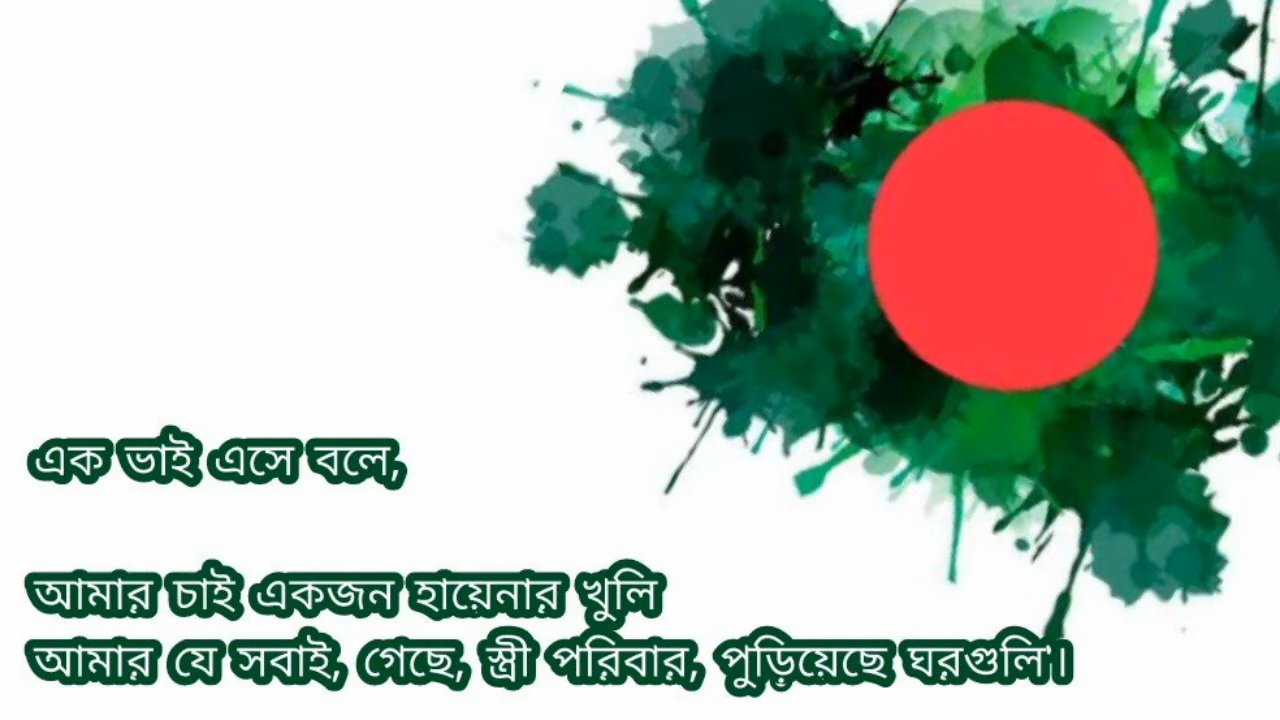 এক ভাই এসে বলে,
আমার চাই একজন হায়েনার খুলি
আমার যে সবাই, গেছে, স্ত্রী পরিবার, পুড়িয়েছে ঘরগুলি'।